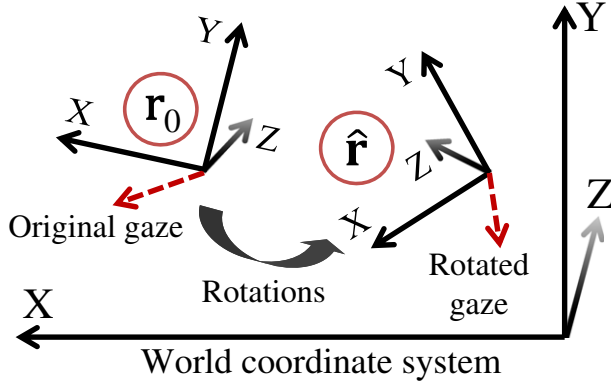 Y
Y
X
r₀
Z
Y
r̂
Z
X
Z
Original gaze
Rotations
Rotated
gaze
X
World coordinate system